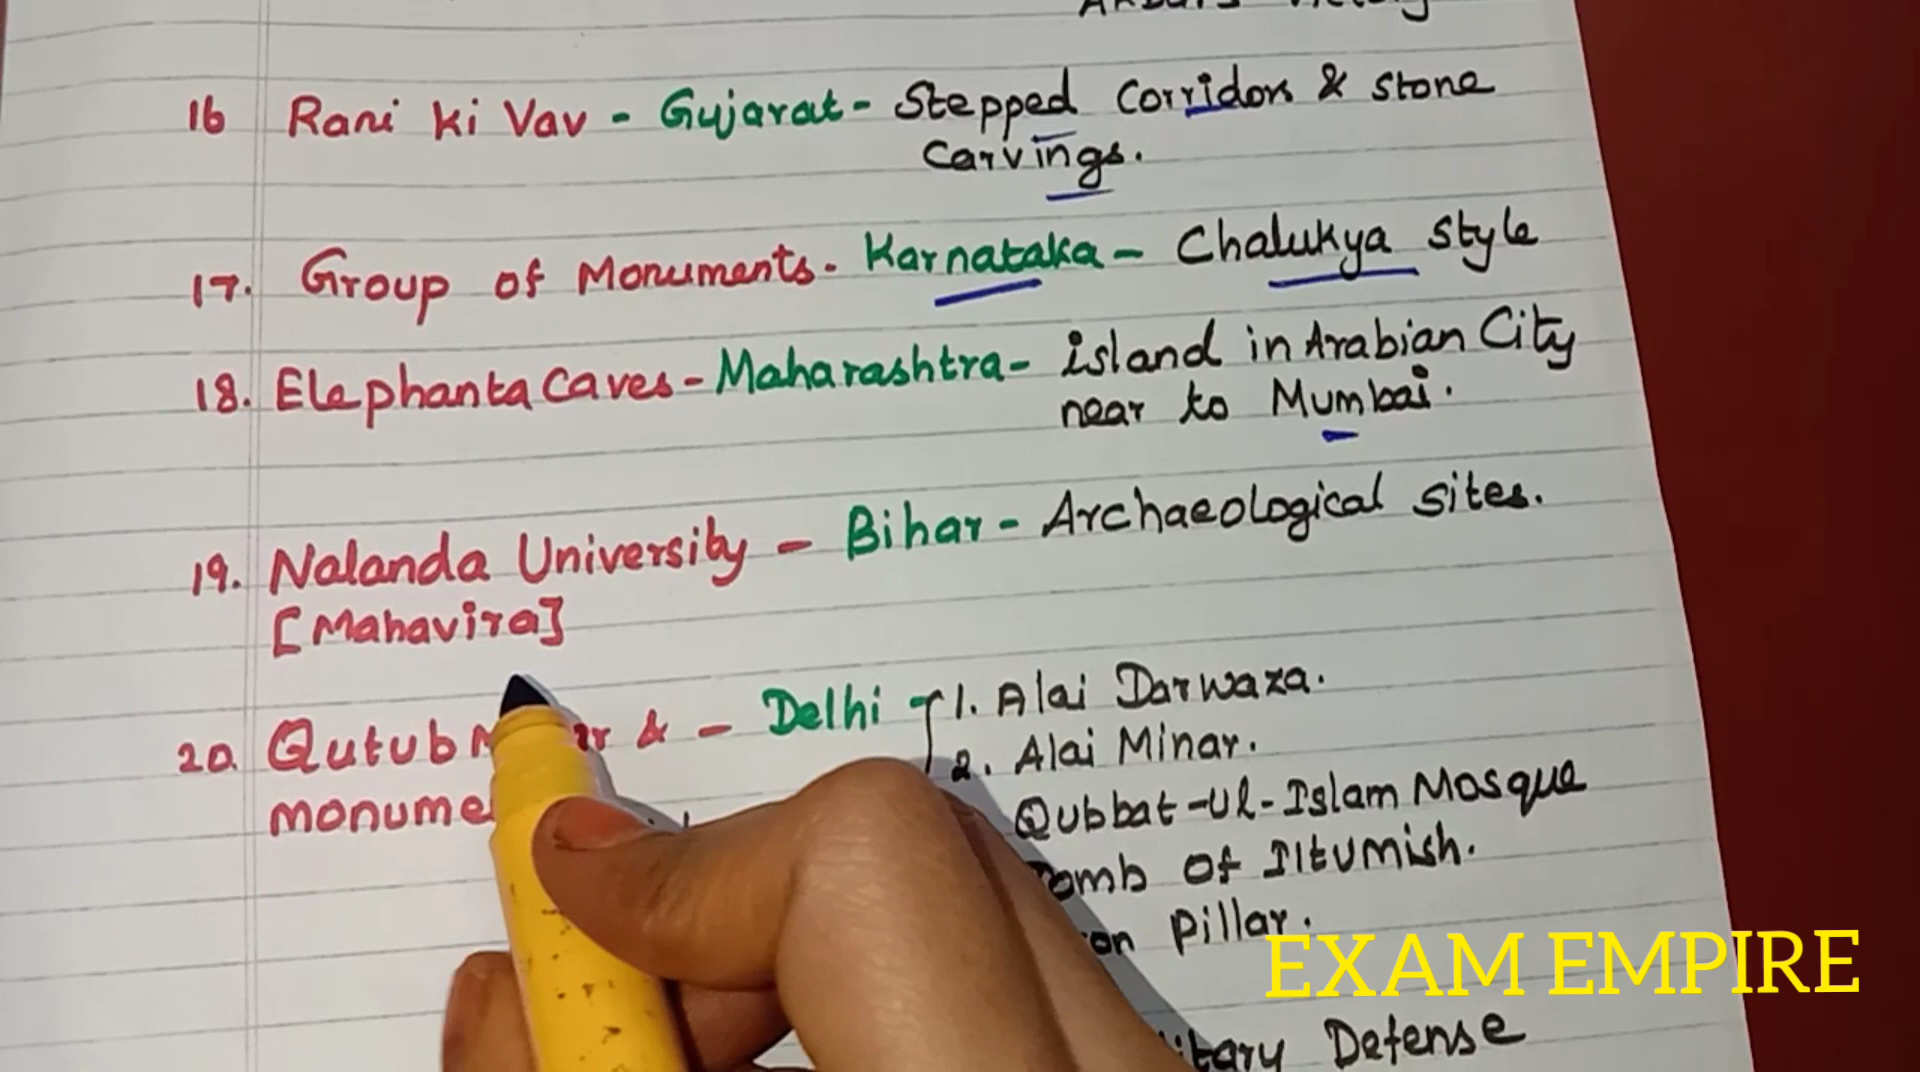 16 Rani Ki Vav - Gujarat - Stepped Corridors & stone
Carvings.
17. Group of Monuments - Karnataka - Chalukya style
18. Elephanta Caves - Maharashtra - island in Arabian City
near to Mumbai.
19. Nalanda University - Bihar - Archaeological sites.
[Mahavira]
20. Qutub & - Delhi - 1. Alai Darwaza.
2. Alai Minar.
Qubbat-Ul-Islam Mosque
of Iltumish.
Pillar.
EXAM EMPIRE
Defense